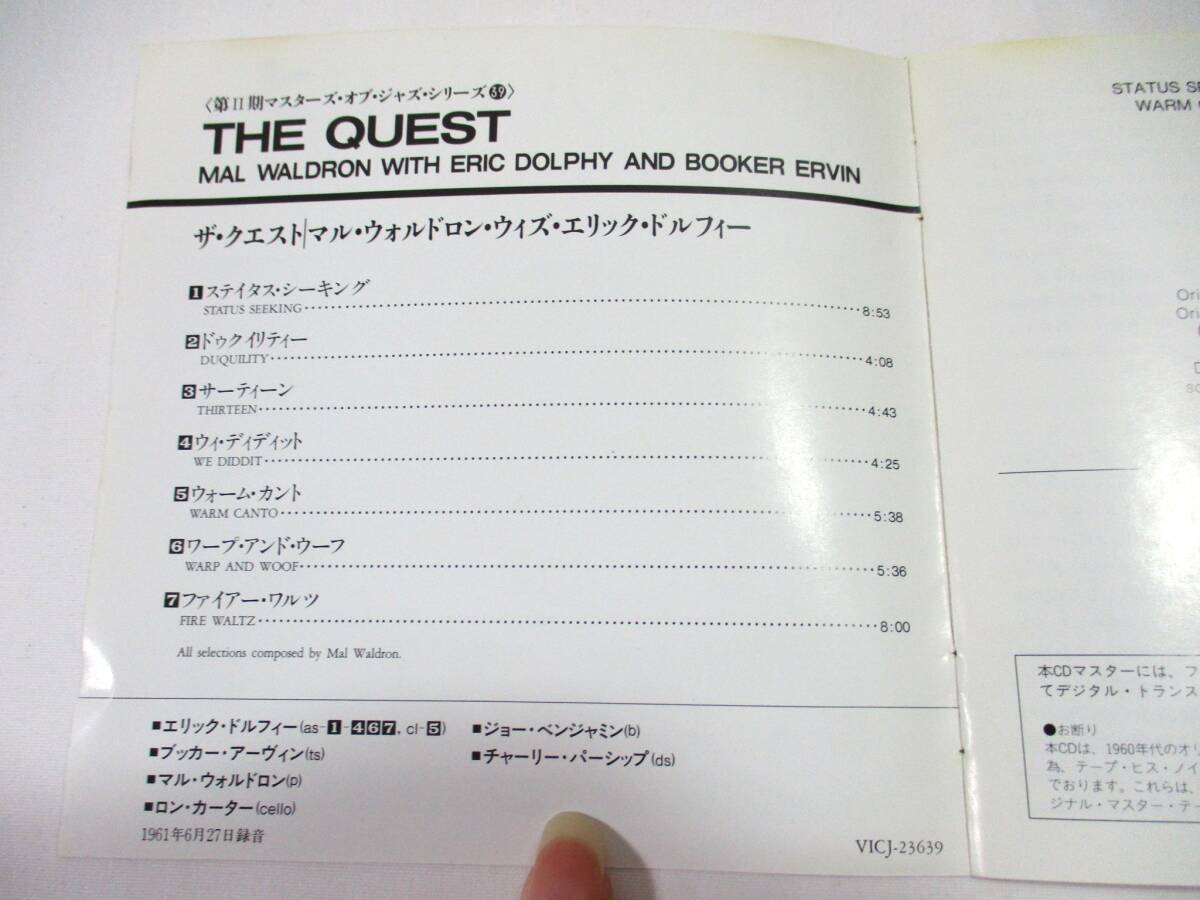 〈第II期マスターズ・オブ・ジャズ・シリーズ㊴〉
THE QUEST
MAL WALDRON WITH ERIC DOLPHY AND BOOKER ERVIN
ザ・クエスト/マル・ウォルドロン・ウィズ・エリック・ドルフィー
1 ステイタス・シーキング
STATUS SEEKING 8:53
2 ドゥクイリティー
DUQUILITY 4:08
3 サーティーン
THIRTEEN 4:43
4 ウィ・ディディット
WE DIDDIT 4:25
5 ウォーム・カント
WARM CANTO 5:38
6 ワープ・アンド・ウーフ
WARP AND WOOF 5:36
7 ファイアー・ワルツ
FIRE WALTZ 8:00
All selections composed by Mal Waldron.
■エリック・ドルフィー(as-1-467, cl-5)
■ブッカー・アーヴィン(ts)
■マル・ウォルドロン(p)
■ロン・カーター(cello)
■ジョー・ベンジャミン(b)
■チャーリー・パーシップ(ds)
1961年6月27日録音
VICJ-23639
STATUS
WARM
Ori
Ori
本CDマスターには、フ
てデジタル・トランス
●お断り
本CDは、1960年代のオリ
為、テープ・ヒス・ノイ
でおります。これらは、
ジナル・マスター・テー